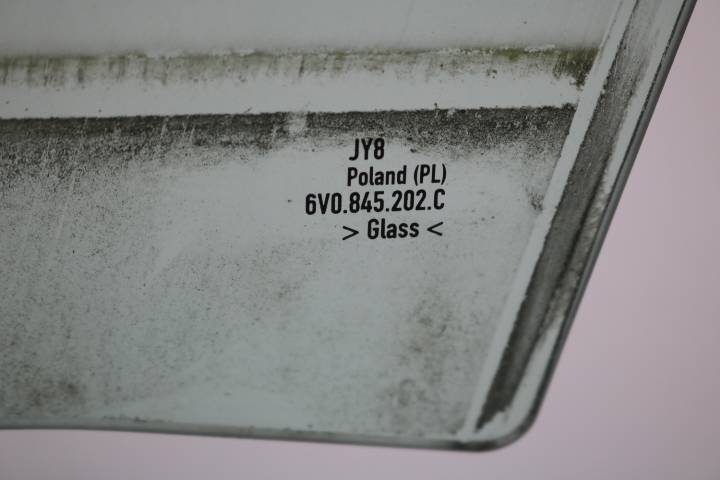 JY8
Poland (PL)
6V0.845.202.C
> Glass <